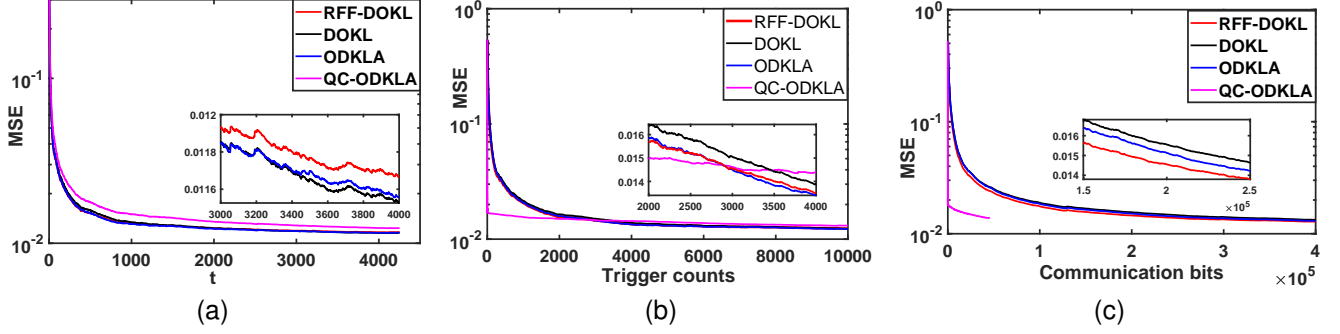 MSE
10^-1
10^-2
RFF-DOKL
DOKL
ODKLA
QC-ODKLA
0.012
0.0118
0.0116
3000 3200 3400 3600 3800 4000
0 1000 2000 3000 4000
t
(a)
MSE
10^0
10^-1
10^-2
RFF-DOKL
DOKL
ODKLA
QC-ODKLA
0.016
0.015
0.014
2000 2500 3000 3500 4000
0 2000 4000 6000 8000 10000
Trigger counts
(b)
MSE
10^0
10^-1
10^-2
RFF-DOKL
DOKL
ODKLA
QC-ODKLA
0.016
0.015
0.014
1.5 2 2.5
×10^5
0 1 2 3 4
Communication bits
×10^5
(c)